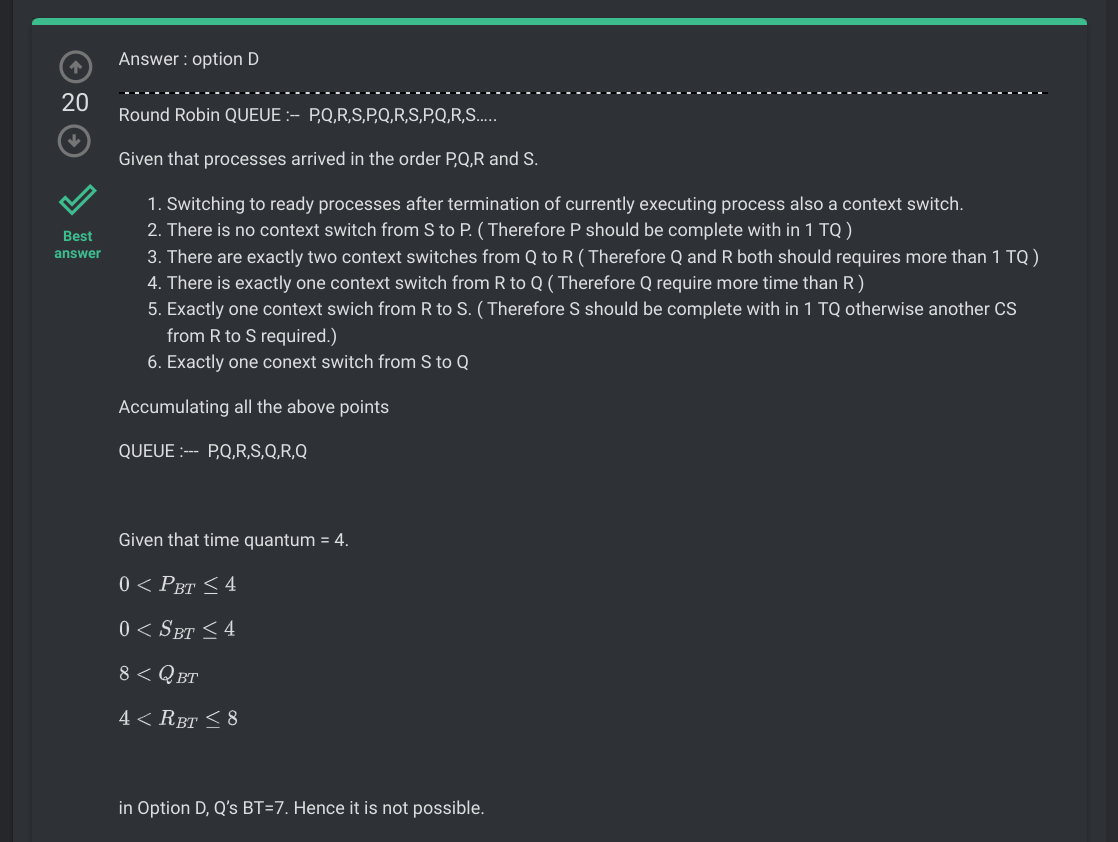 Answer : option D
20
Round Robin QUEUE :-- P,Q,R,S,P,Q,R,S,P,Q,R,S.....
Given that processes arrived in the order P,Q,R and S.
Best
answer
1. Switching to ready processes after termination of currently executing process also a context switch.
2. There is no context switch from S to P. ( Therefore P should be complete with in 1 TQ )
3. There are exactly two context switches from Q to R ( Therefore Q and R both should requires more than 1 TQ )
4. There is exactly one context switch from R to Q ( Therefore Q require more time than R )
5. Exactly one context swich from R to S. ( Therefore S should be complete with in 1 TQ otherwise another CS
from R to S required.)
6. Exactly one conext switch from S to Q
Accumulating all the above points
QUEUE :--- P,Q,R,S,Q,R,Q
Given that time quantum = 4.
0 < P_{BT} ≤ 4
0 < S_{BT} ≤ 4
8 < Q_{BT}
4 < R_{BT} ≤ 8
in Option D, Q’s BT=7. Hence it is not possible.